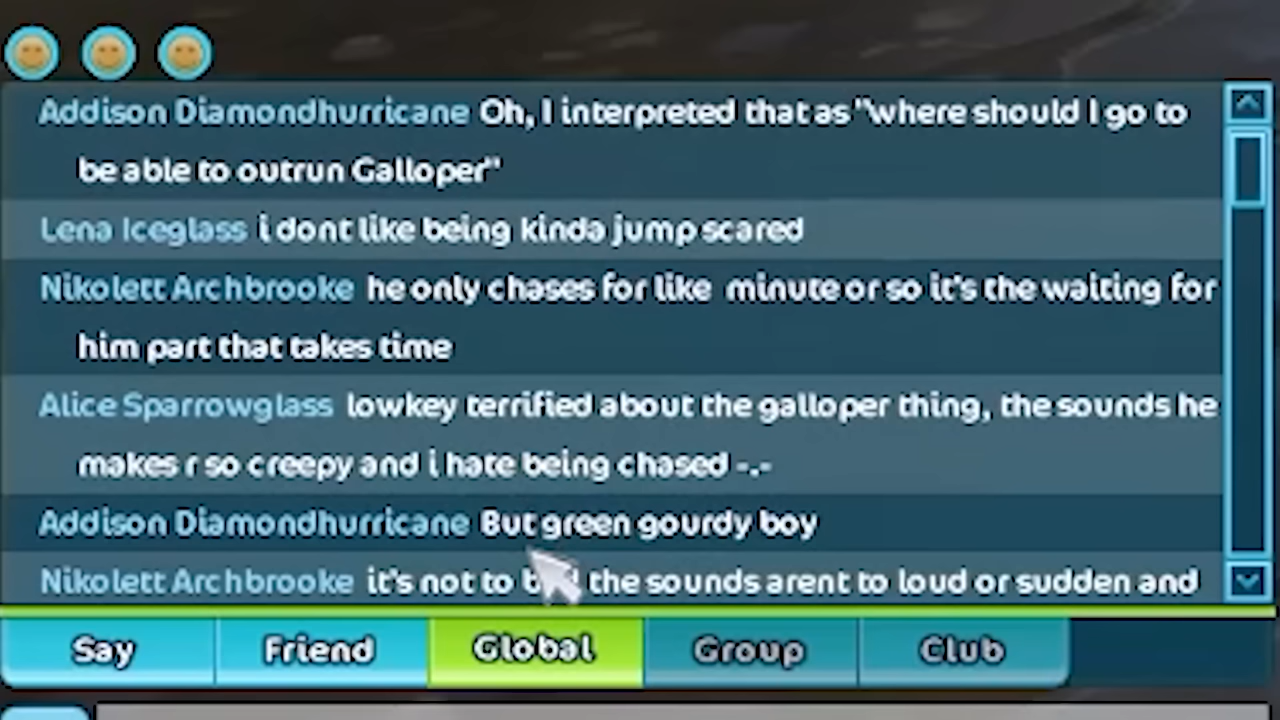 Addison Diamondhurricane Oh, I interpreted that as "where should I go to
be able to outrun Galloper"
Lena Iceglass i dont like being kinda jump scared
Nikolett Archbrooke he only chases for like minute or so it's the waiting for
him part that takes time
Alice Sparrowglass lowkey terrified about the galloper thing, the sounds he
makes r so creepy and i hate being chased -.-
Addison Diamondhurricane But green gourdy boy
Nikolett Archbrooke it's not to the sounds arent to loud or sudden and
Say Friend Global Group Club